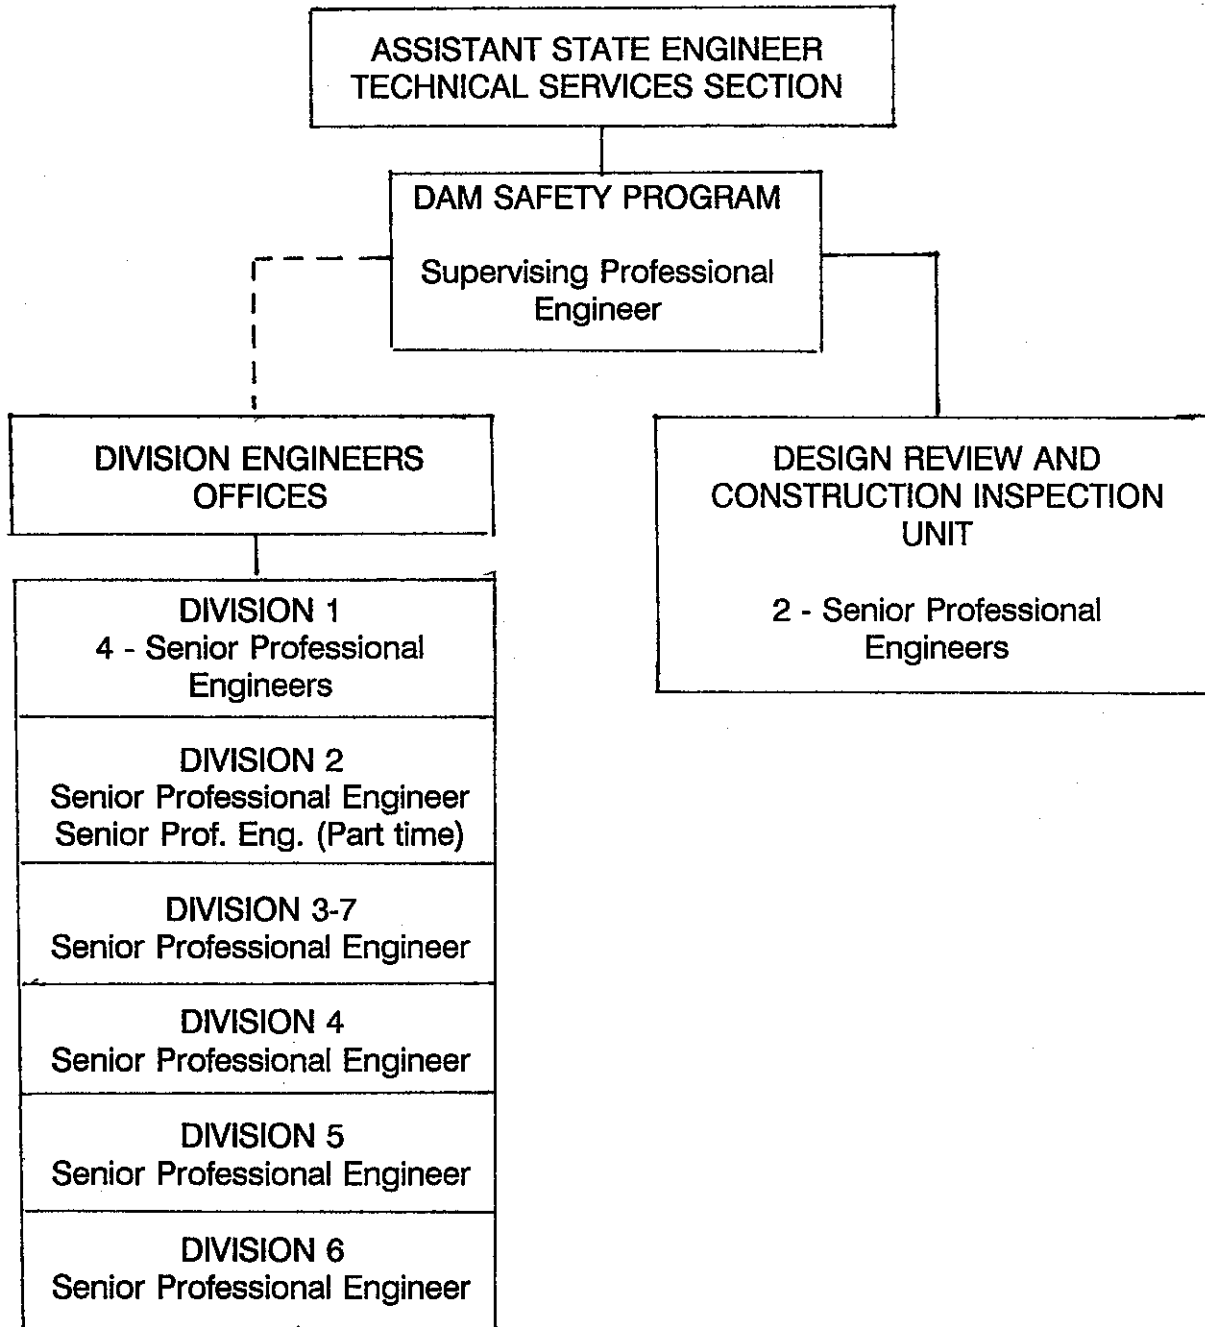 ASSISTANT STATE ENGINEER
TECHNICAL SERVICES SECTION
DAM SAFETY PROGRAM
Supervising Professional
Engineer
DIVISION ENGINEERS
OFFICES
DIVISION 1
4 - Senior Professional
Engineers
DIVISION 2
Senior Professional Engineer
Senior Prof. Eng. (Part time)
DIVISION 3-7
Senior Professional Engineer
DIVISION 4
Senior Professional Engineer
DIVISION 5
Senior Professional Engineer
DIVISION 6
Senior Professional Engineer
DESIGN REVIEW AND
CONSTRUCTION INSPECTION
UNIT
2 - Senior Professional
Engineers